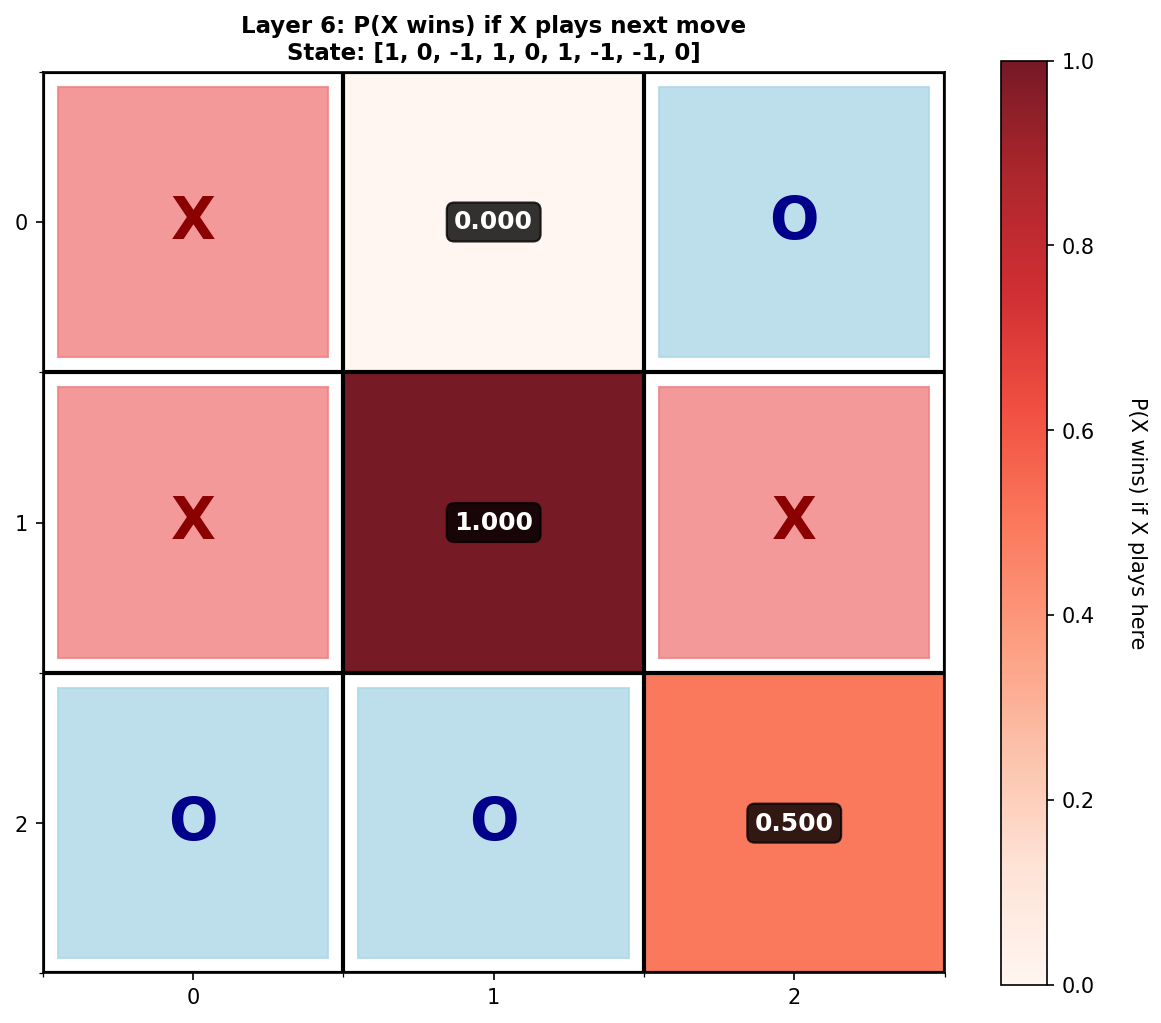 Layer 6: P(X wins) if X plays next move
State: [1, 0, -1, 1, 0, 1, -1, -1, 0]
0
X
0.000
O
1
X
1.000
X
2
O
O
0.500
0
1
2
1.0
0.8
0.6
0.4
0.2
0.0
P(X wins) if X plays here